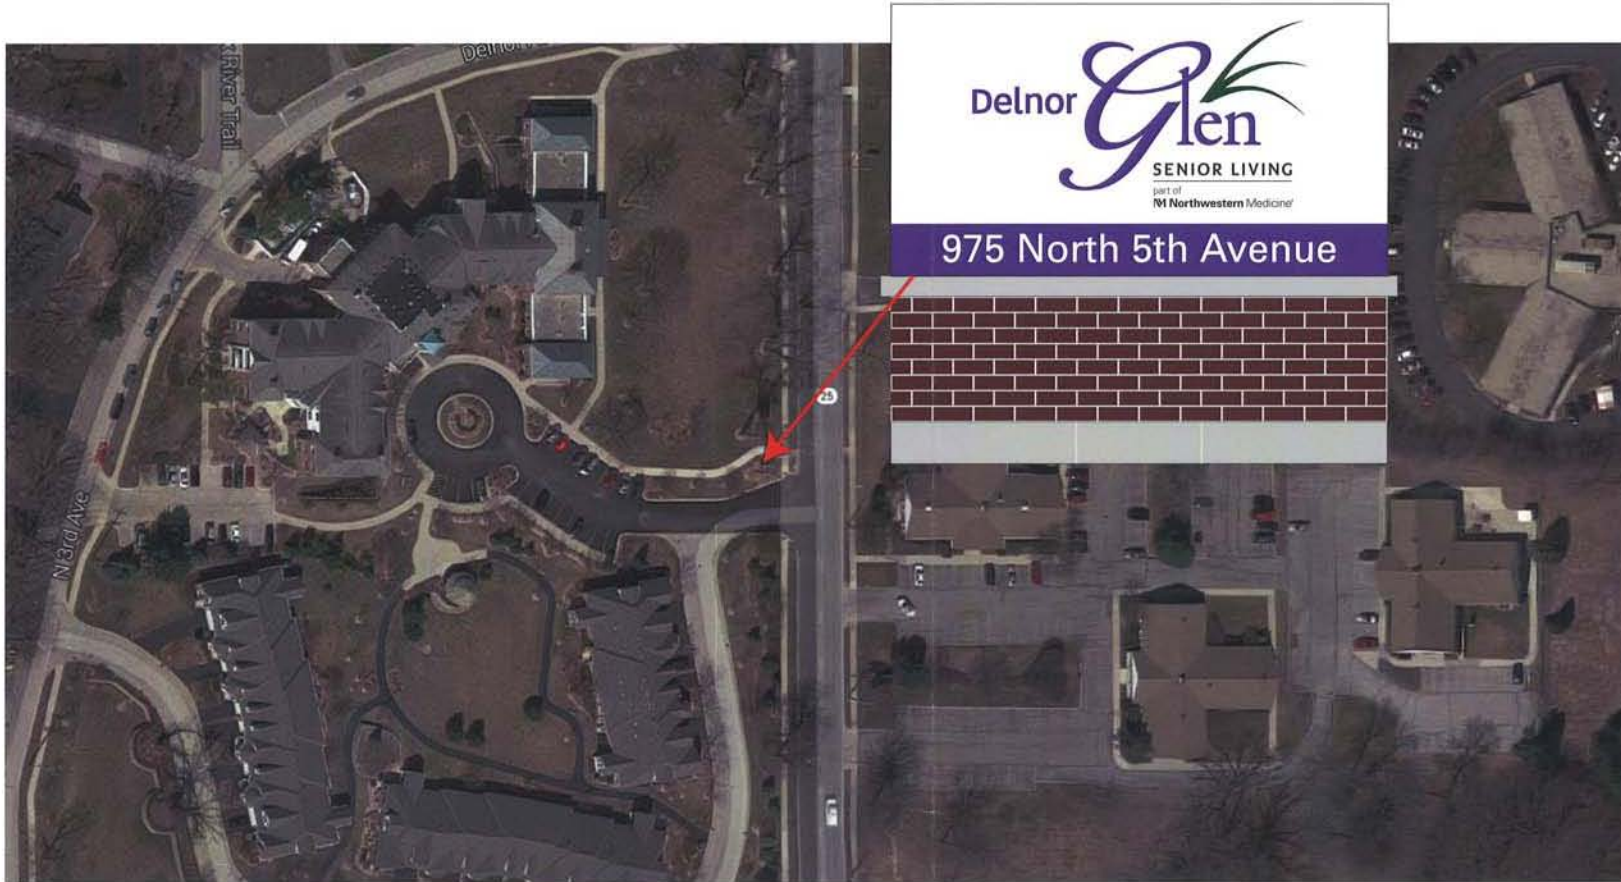 Delnor
Glen
SENIOR LIVING
part of
M Northwestern Medicine
975 North 5th Avenue
River Trail
25
N 3rd Ave